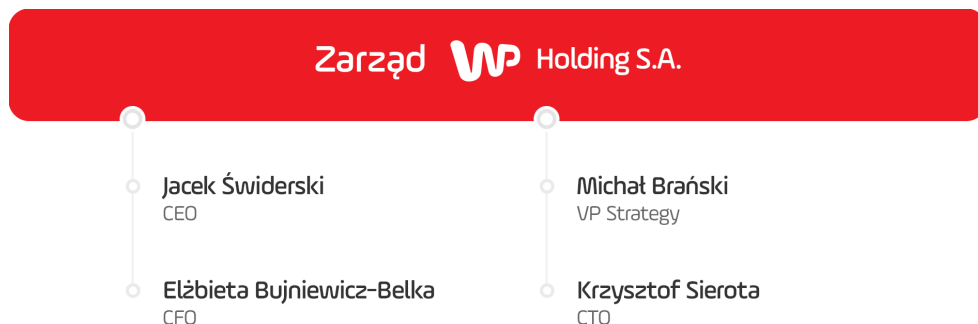 Zarząd WP Holding S.A.
Jacek Świderski
CEO
Elżbieta Bujniewicz-Belka
CFO
Michał Brański
VP Strategy
Krzysztof Sierota
CTO